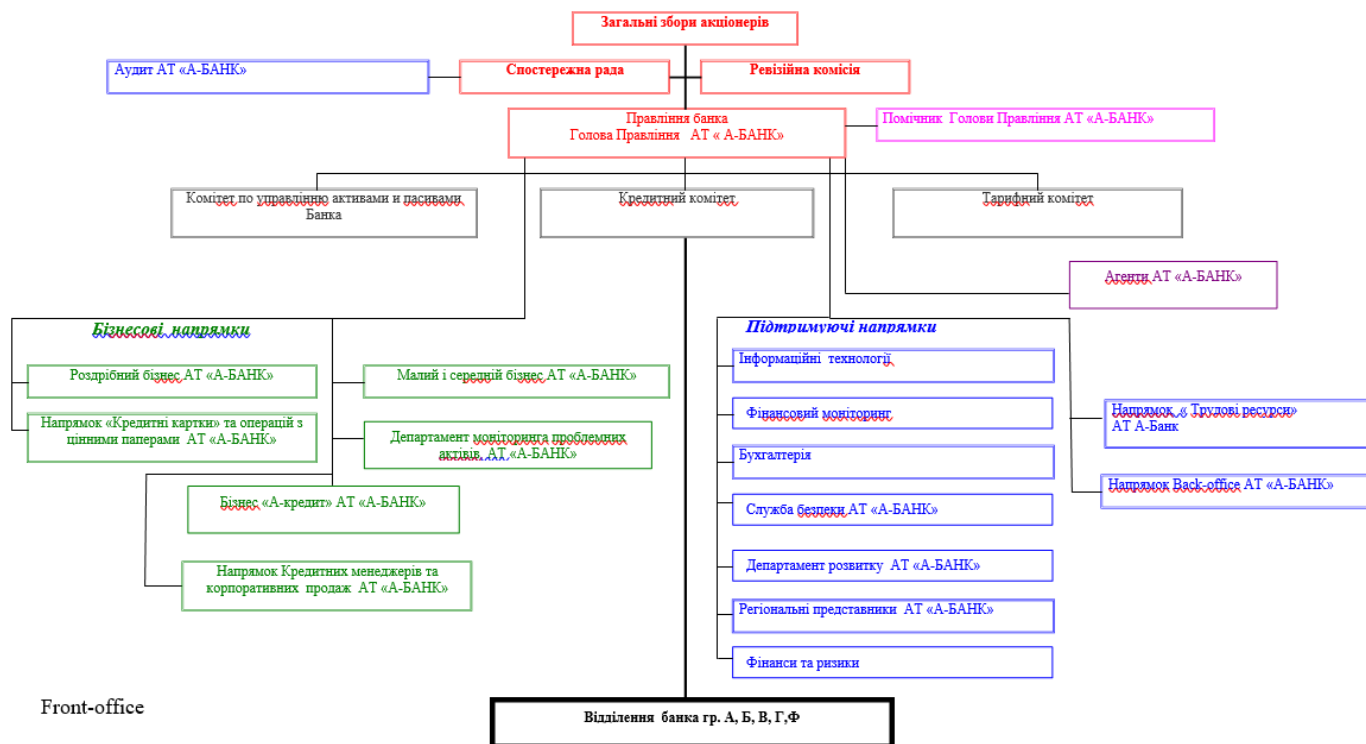 Загальні збори акціонерів
Аудит АТ «А-БАНК»
Спостережна рада
Ревізійна комісія
Правління банка
Голова Правління АТ « А-БАНК»
Помічник Голови Правління АТ «А-БАНК»
Комітет по управлінню активами и пасивами
Банка
Кредитний комітет
Тарифний комітет
Агенти АТ «А-БАНК»
Бізнесові напрямки
Підтримуючі напрямки
Роздрібний бізнес АТ «А-БАНК»
Малий і середній бізнес АТ «А-БАНК»
Напрямок «Кредитні картки» та операцій з
цінними паперами АТ «А-БАНК»
Департамент моніторинга проблемних
актівів АТ «А-БАНК»
Бізнес «А-кредит» АТ «А-БАНК»
Напрямок Кредитних менеджерів та
корпоративних продаж АТ «А-БАНК»
Інформаційні технології
Фінансовий моніторинг
Бухгалтерія
Служба безпеки АТ «А-БАНК»
Департамент розвитку АТ «А-БАНК»
Регіональні представники АТ «А-БАНК»
Фінанси та ризики
Напрямок « Трудові ресурси»
АТ А-Банк
Напрямок Back-office АТ «А-БАНК»
Front-office
Відділення банка гр. А, Б, В, Г,Ф